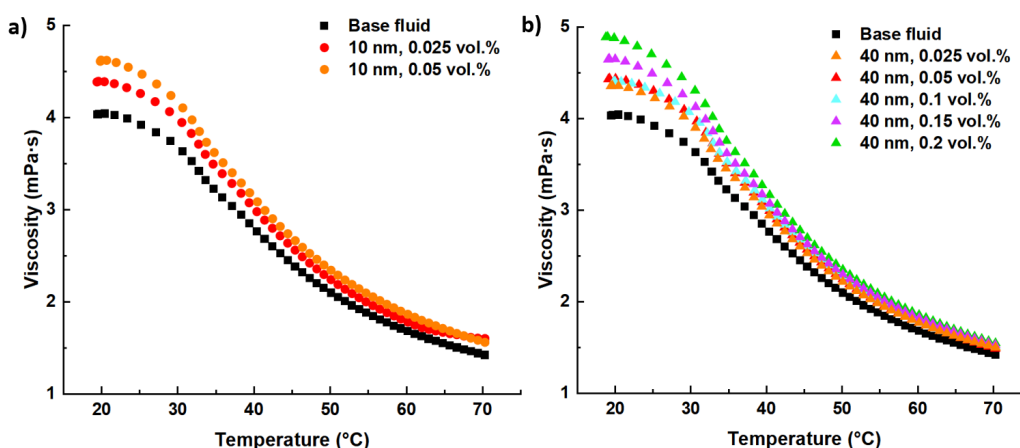 a)
Base fluid
10 nm, 0.025 vol.%
10 nm, 0.05 vol.%
5
4
3
2
1
Viscosity (mPa·s)
20 30 40 50 60 70
Temperature (°C)
b)
Base fluid
40 nm, 0.025 vol.%
40 nm, 0.05 vol.%
40 nm, 0.1 vol.%
40 nm, 0.15 vol.%
40 nm, 0.2 vol.%
5
4
3
2
1
Viscosity (mPa·s)
20 30 40 50 60 70
Temperature (°C)